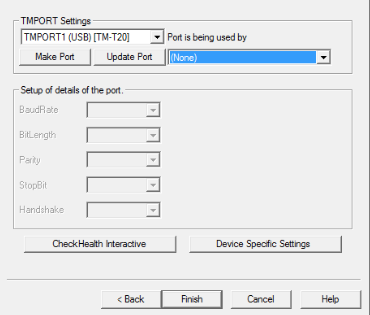 TMPORT Settings
TMPORT1 (USB) [TM-T20] Port is being used by
Make Port Update Port (None)
Setup of details of the port.
BaudRate
BitLength
Parity
StopBit
Handshake
CheckHealth Interactive Device Specific Settings
< Back Finish Cancel Help